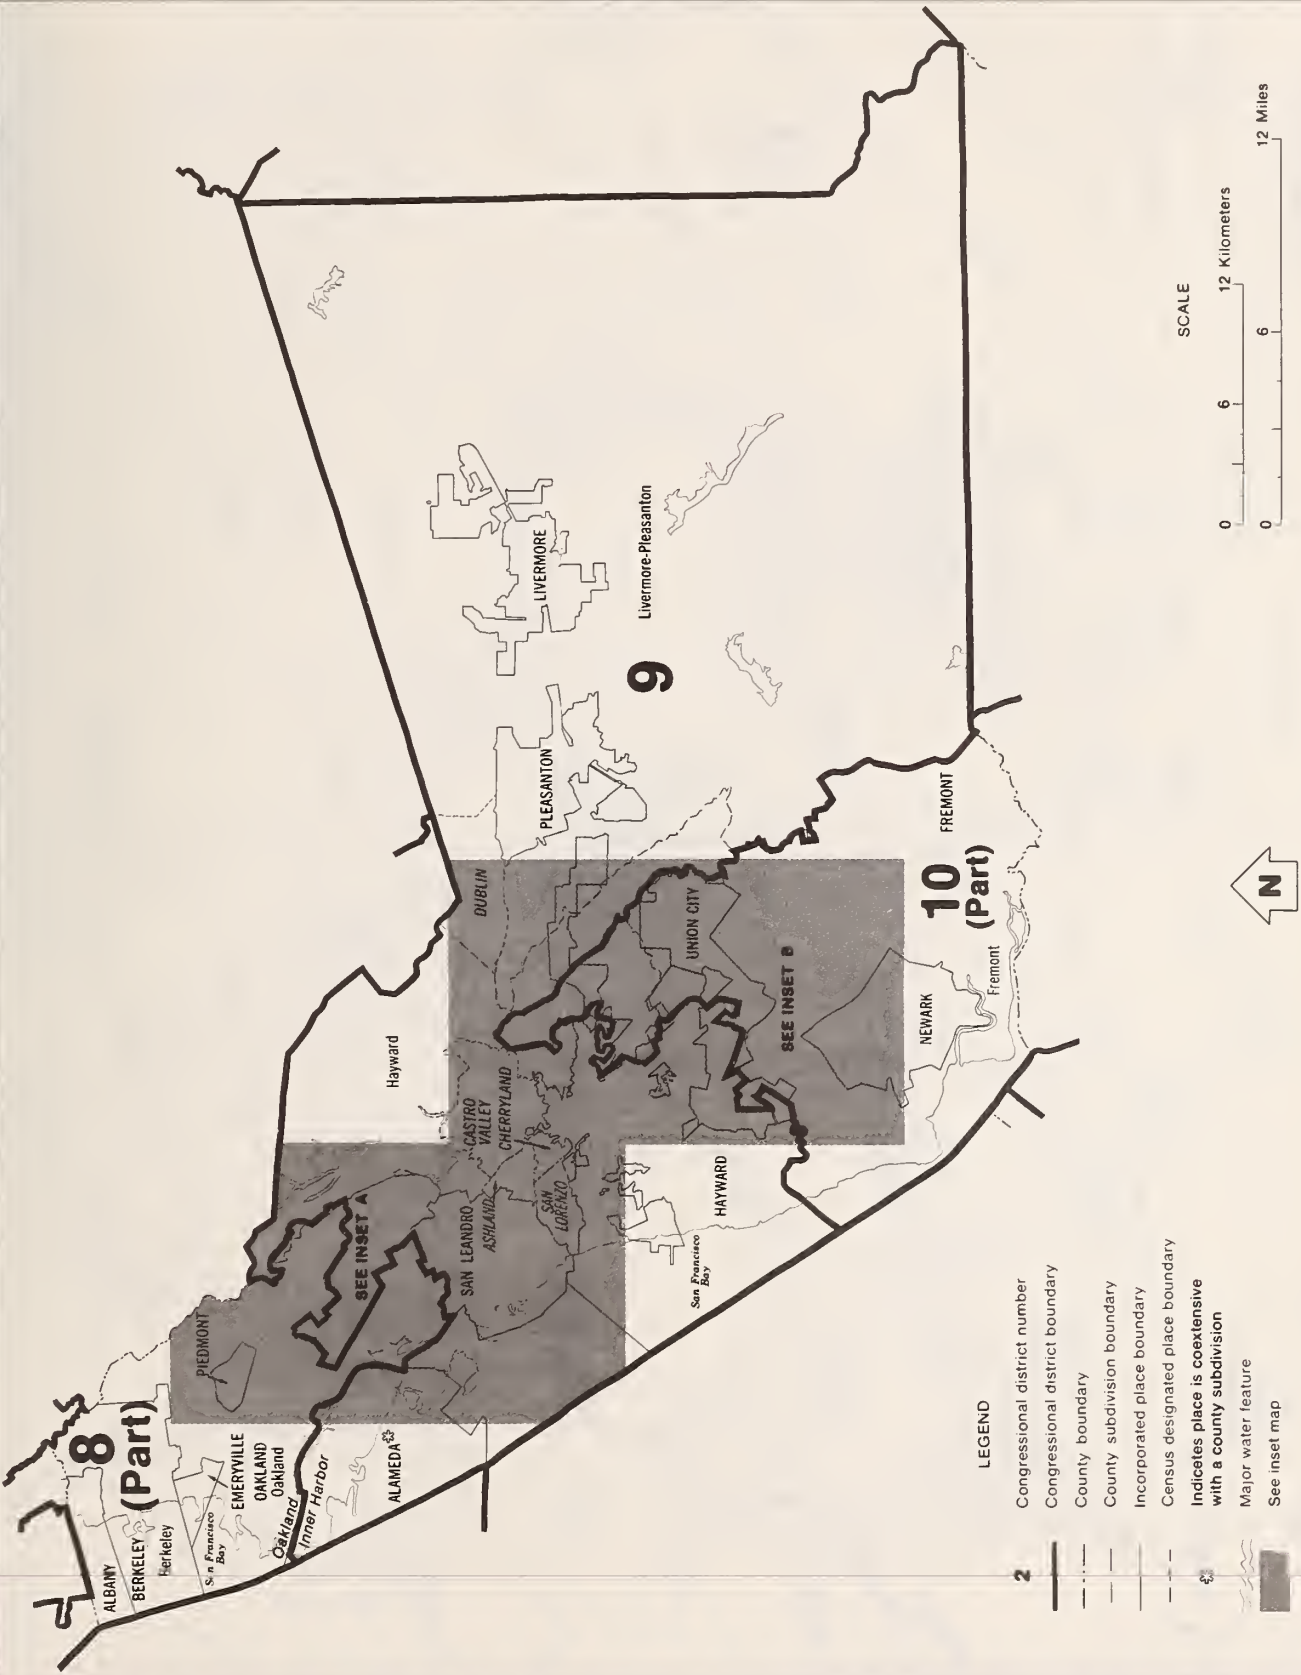 8
(Part)
ALBANY
BERKELEY
Berkeley
San Francisco
Bay
EMERYVILLE
OAKLAND
Oakland
Oakland
Inner Harbor
ALAMEDA
PIEDMONT
SEE INSET A
SAN LEANDRO
ASHLAND
SAN
LORENZO
CASTRO
VALLEY
CHERRYLAND
Hayward
DUBLIN
HAYWARD
San Francisco
Bay
UNION CITY
SEE INSET B
NEWARK
Fremont
10
(Part)
FREMONT
PLEASANTON
9
LIVERMORE
Livermore-Pleasanton
LEGEND
2 Congressional district number
Congressional district boundary
County boundary
County subdivision boundary
Incorporated place boundary
Census designated place boundary
Indicates place is coextensive
with a county subdivision
Major water feature
See inset map
N
SCALE
0 6 12 Kilometers
0 6 12 Miles